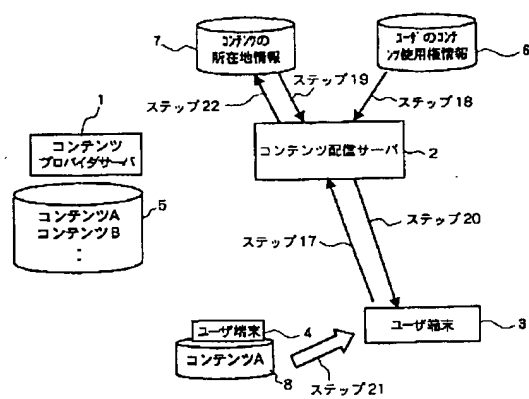 7
コンテンツの
所在地情報
ユーザのコンテ
ンツ使用権情報
6
ステップ19
ステップ22
ステップ18
1
コンテンツ
プロバイダサーバ
コンテンツ配信サーバ
2
5
コンテンツA
コンテンツB
:
ステップ17
ステップ20
ユーザ端末
4
コンテンツA
8
ステップ21
ユーザ端末
3